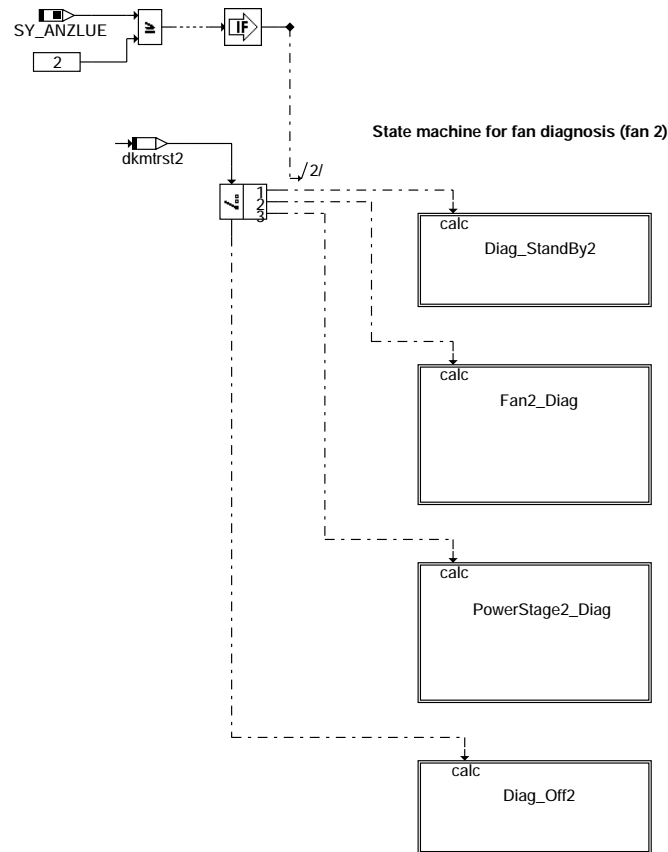 SY_ANZLUE
≥
IF
2
State machine for fan diagnosis (fan 2)
dkmtrst2
/2/
1
2
3
calc
Diag_StandBy2
calc
Fan2_Diag
calc
PowerStage2_Diag
calc
Diag_Off2